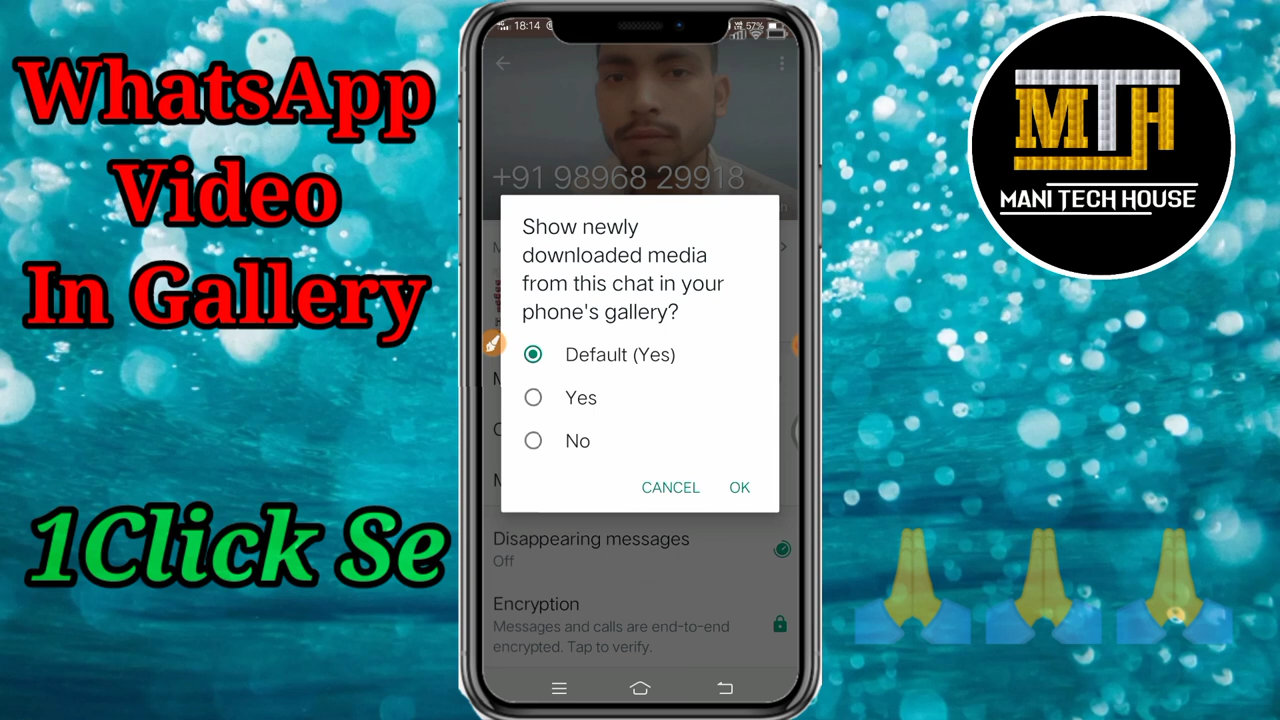 WhatsApp
Video
In Gallery
1Click Se
18:14
57%
+91 98968 29918
Show newly
downloaded media
from this chat in your
phone's gallery?
Default (Yes)
Yes
No
CANCEL
OK
Disappearing messages
Off
Encryption
Messages and calls are end-to-end
encrypted. Tap to verify.
MTH
MANI TECH HOUSE